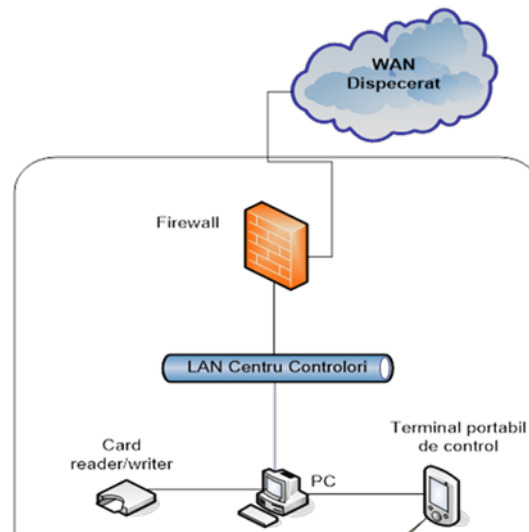 WAN
Dispecerat
Firewall
LAN Centru Controlori
Terminal portabil
de control
Card
reader/writer
PC